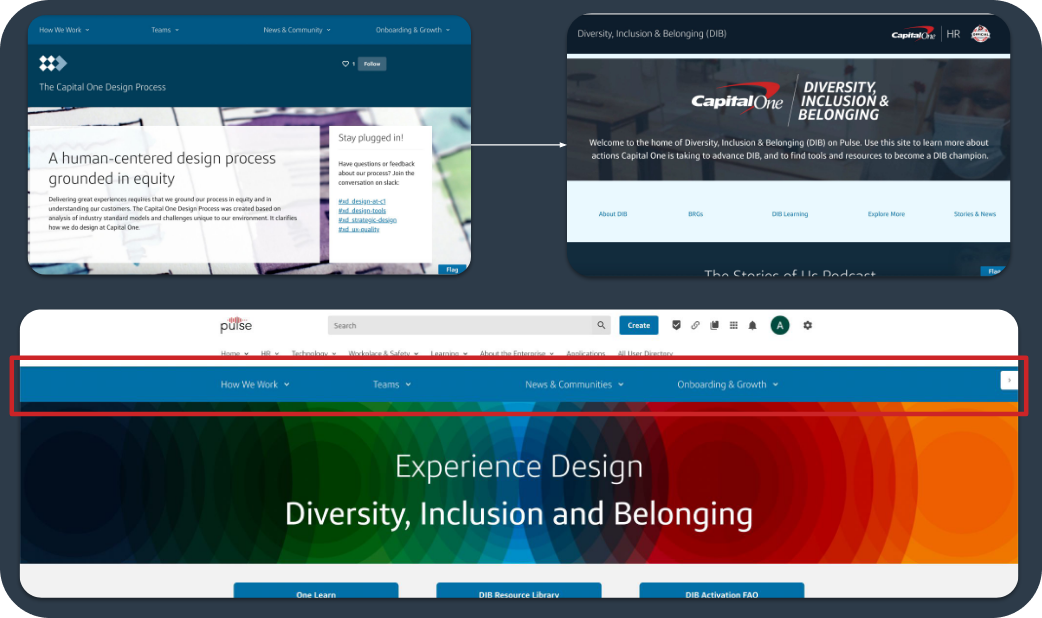 How We Work
Teams
News & Community
Onboarding & Growth
1
Follow
The Capital One Design Process
A human-centered design process
grounded in equity
Delivering great experiences requires that we ground our process in equity and in
understanding our customers. The Capital One Design Process was created based on
analysis of industry standard models and challenges unique to our environment. It clarifies
how we do design at Capital One.
Stay plugged in!
Have questions or feedback
about our process? Join the
conversation on slack:
#xd_design-at-c1
#xd_design-tools
#xd_strategic-design
#xd_ux-quality
Flag
Diversity, Inclusion & Belonging (DIB)
CapitalOne
HR
CapitalOne
DIVERSITY,
INCLUSION &
BELONGING
Welcome to the home of Diversity, Inclusion & Belonging (DIB) on Pulse. Use this site to learn more about
actions Capital One is taking to advance DIB, and to find tools and resources to become a DIB champion.
About DIB
BRGs
DIB Learning
Explore More
Stories & News
The Stories of Us Podcast
Flag
pulse
Search
Create
A
Home
HR
Technology
Workplace & Safety
Learning
About the Enterprise
Applications
All User Directory
How We Work
Teams
News & Communities
Onboarding & Growth
Experience Design
Diversity, Inclusion and Belonging
One Learn
DIB Resource Library
DIB Activation FAQ